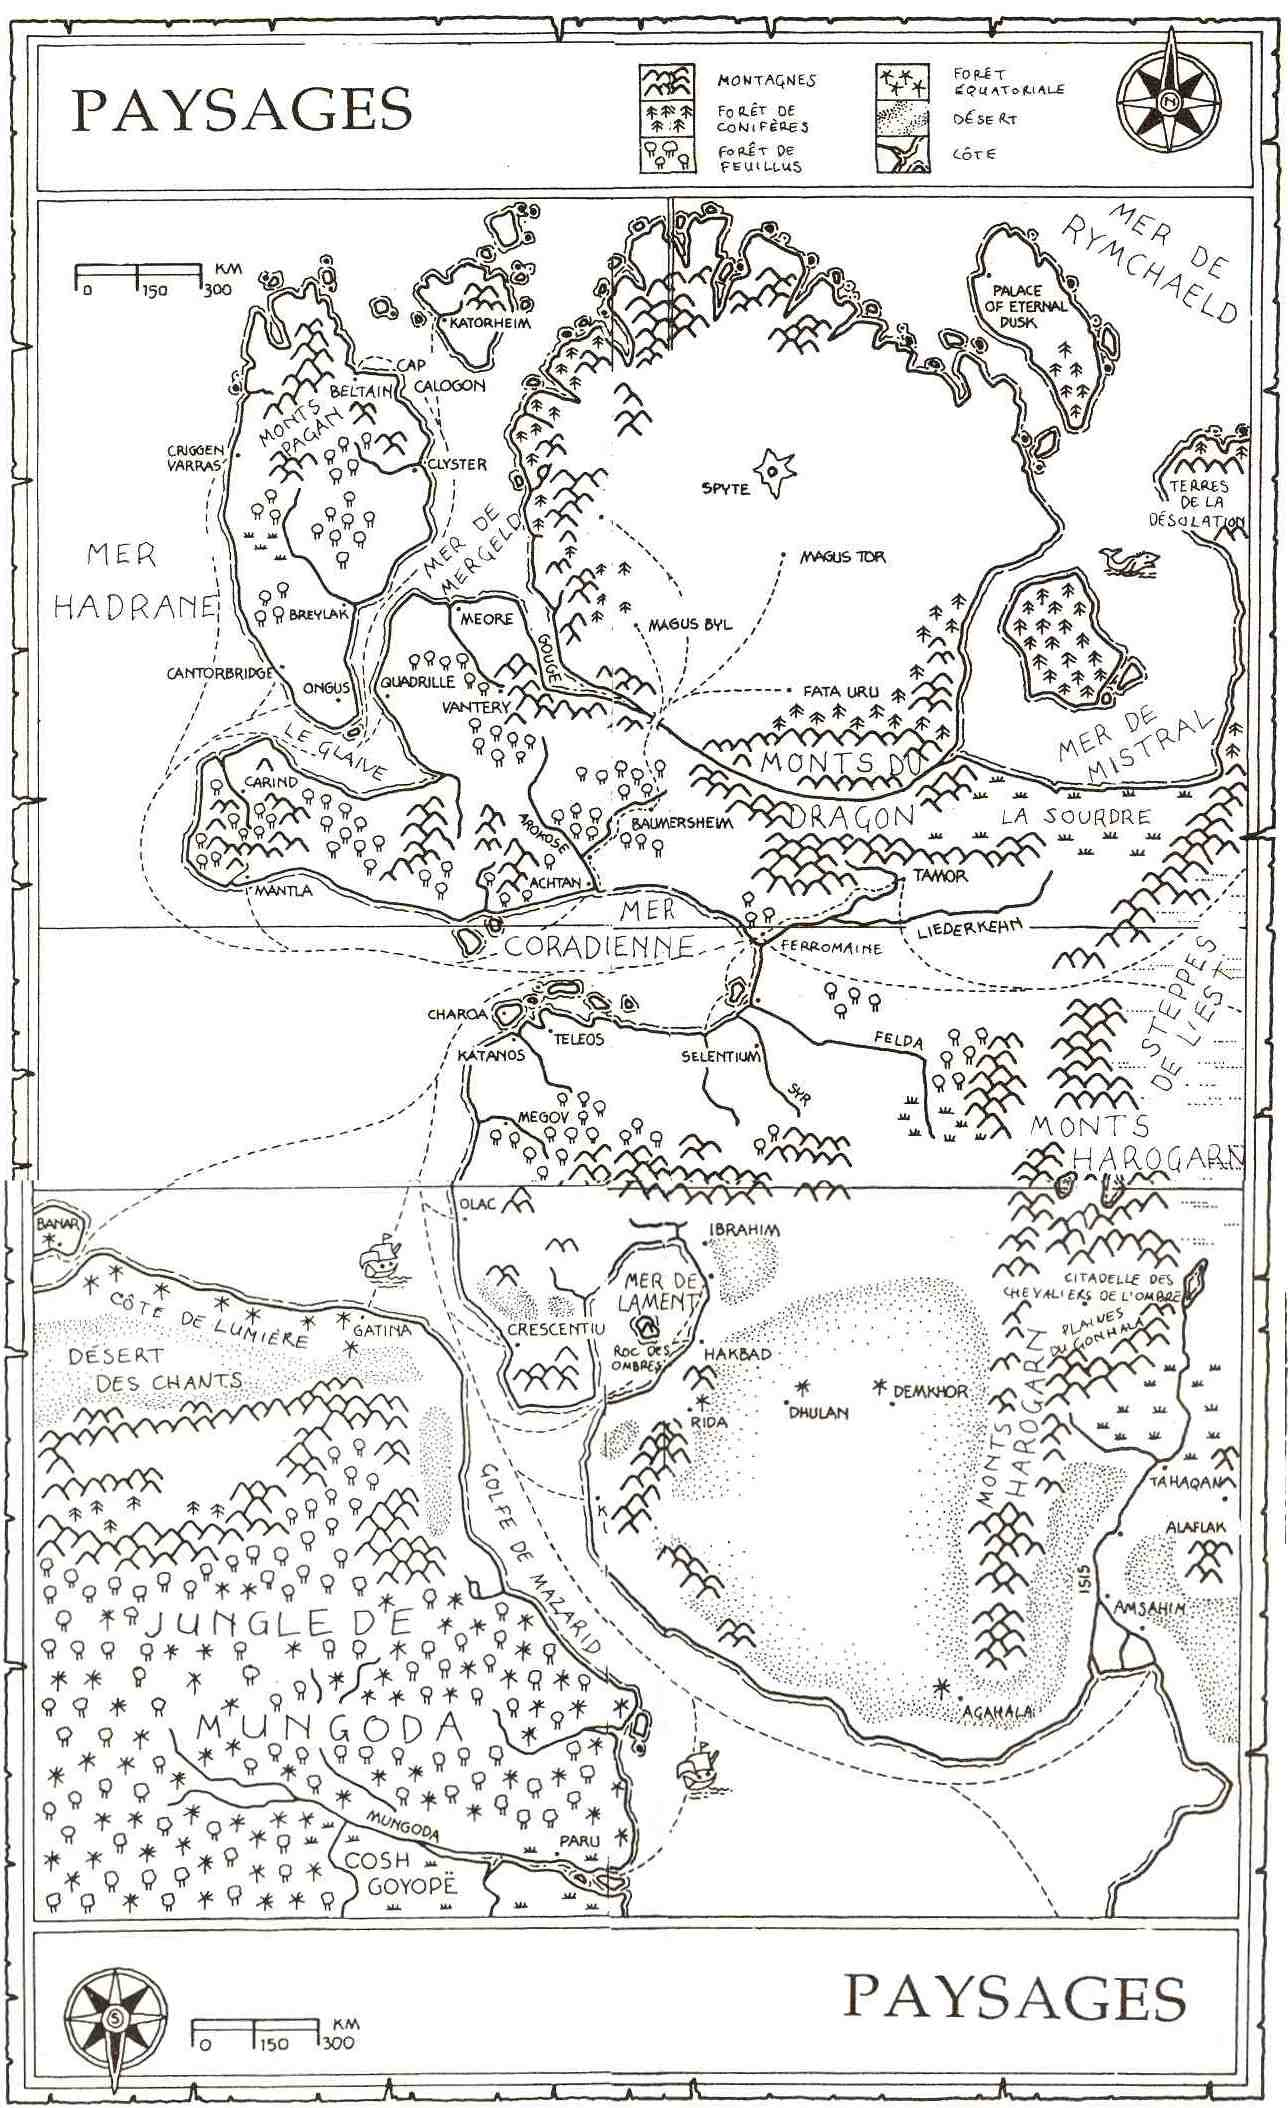 PAYSAGES
MONTAGNES
FORÊT DE
CONIFÈRES
FORÊT DE
FEUILLUS
FORÊT
ÉQUATORIALE
DÉSERT
CÔTE
N
KM
0 150 300
MER DE
RYMCHAELD
PALACE
OF ETERNAL
DUSK
KATORHEIM
CAP
CALOGON
BELTAIN
MONTS
PAGAN
CRIGGEN
VARRAS
CLYSTER
SPYTE
TERRES
DE LA
DÉSOLATION
MER
HADRANE
MER DE
MERGELD
MAGUS TOR
BREYLAK
MEORE
MAGUS BYL
GOUGE
CANTORBRIDGE
ONGUS
QUADRILLE
VANTERY
FATA URU
LE GLAIVE
MER DE
MISTRAL
MONTS DU
DRAGON
CARIND
LA SOURDRE
AROKOSE
BAUMERSHEIM
MANTLA
ACHTAN
TAMOR
MER
CORADIENNE
FERROMAINE
LIEDERKEHN
STEPPES
DE L'EST
CHAROA
TELEOS
KATANOS
SELENTIUM
FELDA
SYR
MEGOV
MONTS
HAROGARN
OLAC
BANAR
IBRAHIM
MER DE
LAMENT
CITADELLE DES
CHEVALIERS DE L'OMBRE
PLAINES
DU GONHALA
CÔTE DE LUMIÈRE
GATINA
CRESCENTIU
ROC DES
OMBRES
HAKBAD
DÉSERT
DES CHANTS
RIDA
DHULAN
DEMKHOR
MONTS
HAROGARN
GOLFE DE MAZARID
K
TAHAQAN
ALAFLAK
ISIS
AMSAHIM
JUNGLE DE
MUNGODA
AGAHALA
MUNGODA
PARU
COSH
GOYOPË
S
KM
0 150 300
PAYSAGES